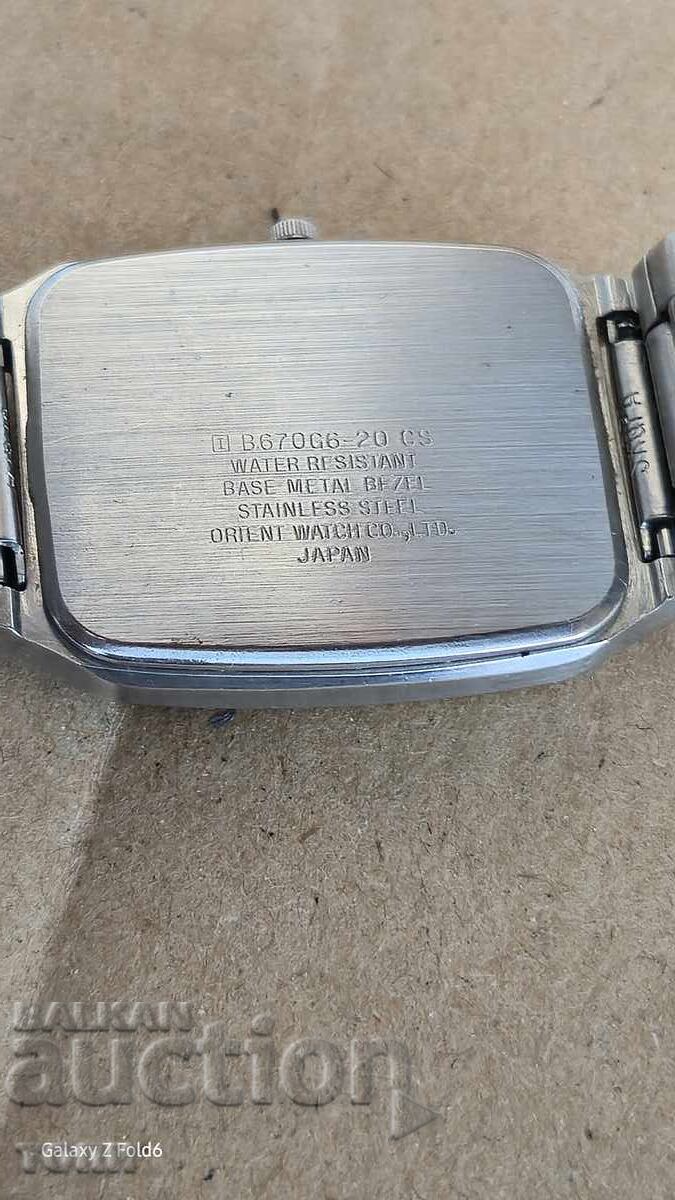 I B670G6-20 CS
WATER RESISTANT
BASE METAL BEZEL
STAINLESS STEEL
ORIENT WATCH CO.,LTD.
JAPAN
BALKAN
auction
Galaxy Z Fold6